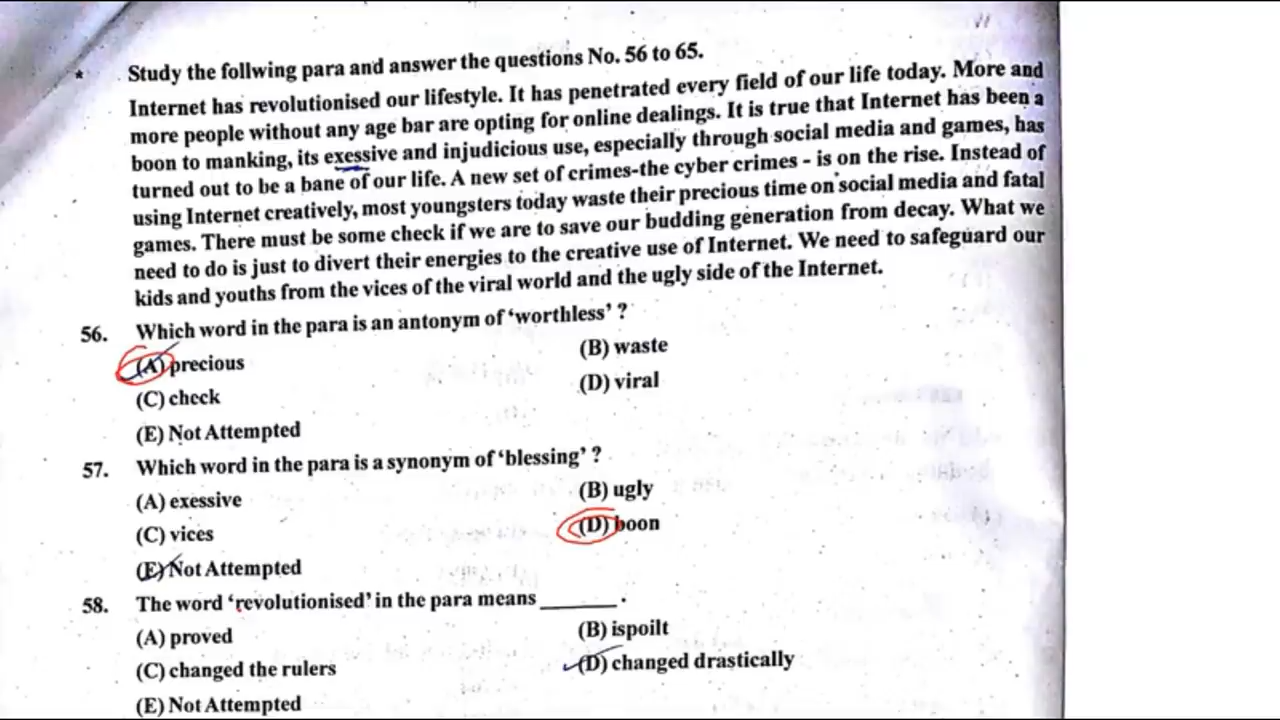 * Study the follwing para and answer the questions No. 56 to 65.
Internet has revolutionised our lifestyle. It has penetrated every field of our life today. More and
more people without any age bar are opting for online dealings. It is true that Internet has been a
boon to manking, its exessive and injudicious use, especially through social media and games, has
turned out to be a bane of our life. A new set of crimes-the cyber crimes - is on the rise. Instead of
using Internet creatively, most youngsters today waste their precious time on social media and fatal
games. There must be some check if we are to save our budding generation from decay. What we
need to do is just to divert their energies to the creative use of Internet. We need to safeguard our
kids and youths from the vices of the viral world and the ugly side of the Internet.
56. Which word in the para is an antonym of ‘worthless’ ?
(A) precious (B) waste
(C) check (D) viral
(E) Not Attempted
57. Which word in the para is a synonym of ‘blessing’ ?
(A) exessive (B) ugly
(C) vices (D) boon
(E) Not Attempted
58. The word ‘revolutionised’ in the para means ______ .
(A) proved (B) ispoilt
(C) changed the rulers (D) changed drastically
(E) Not Attempted